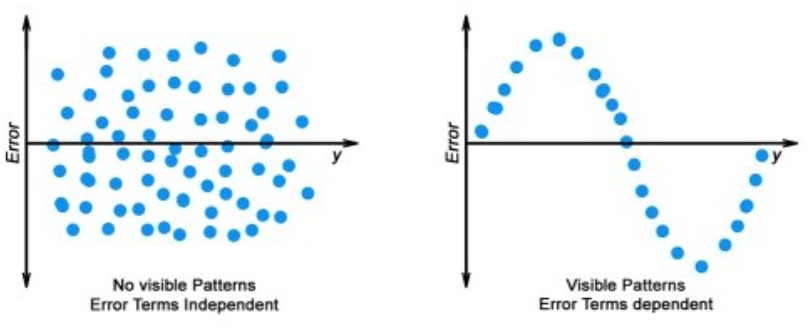 Error
y
No visible Patterns
Error Terms Independent
Error
y
Visible Patterns
Error Terms dependent